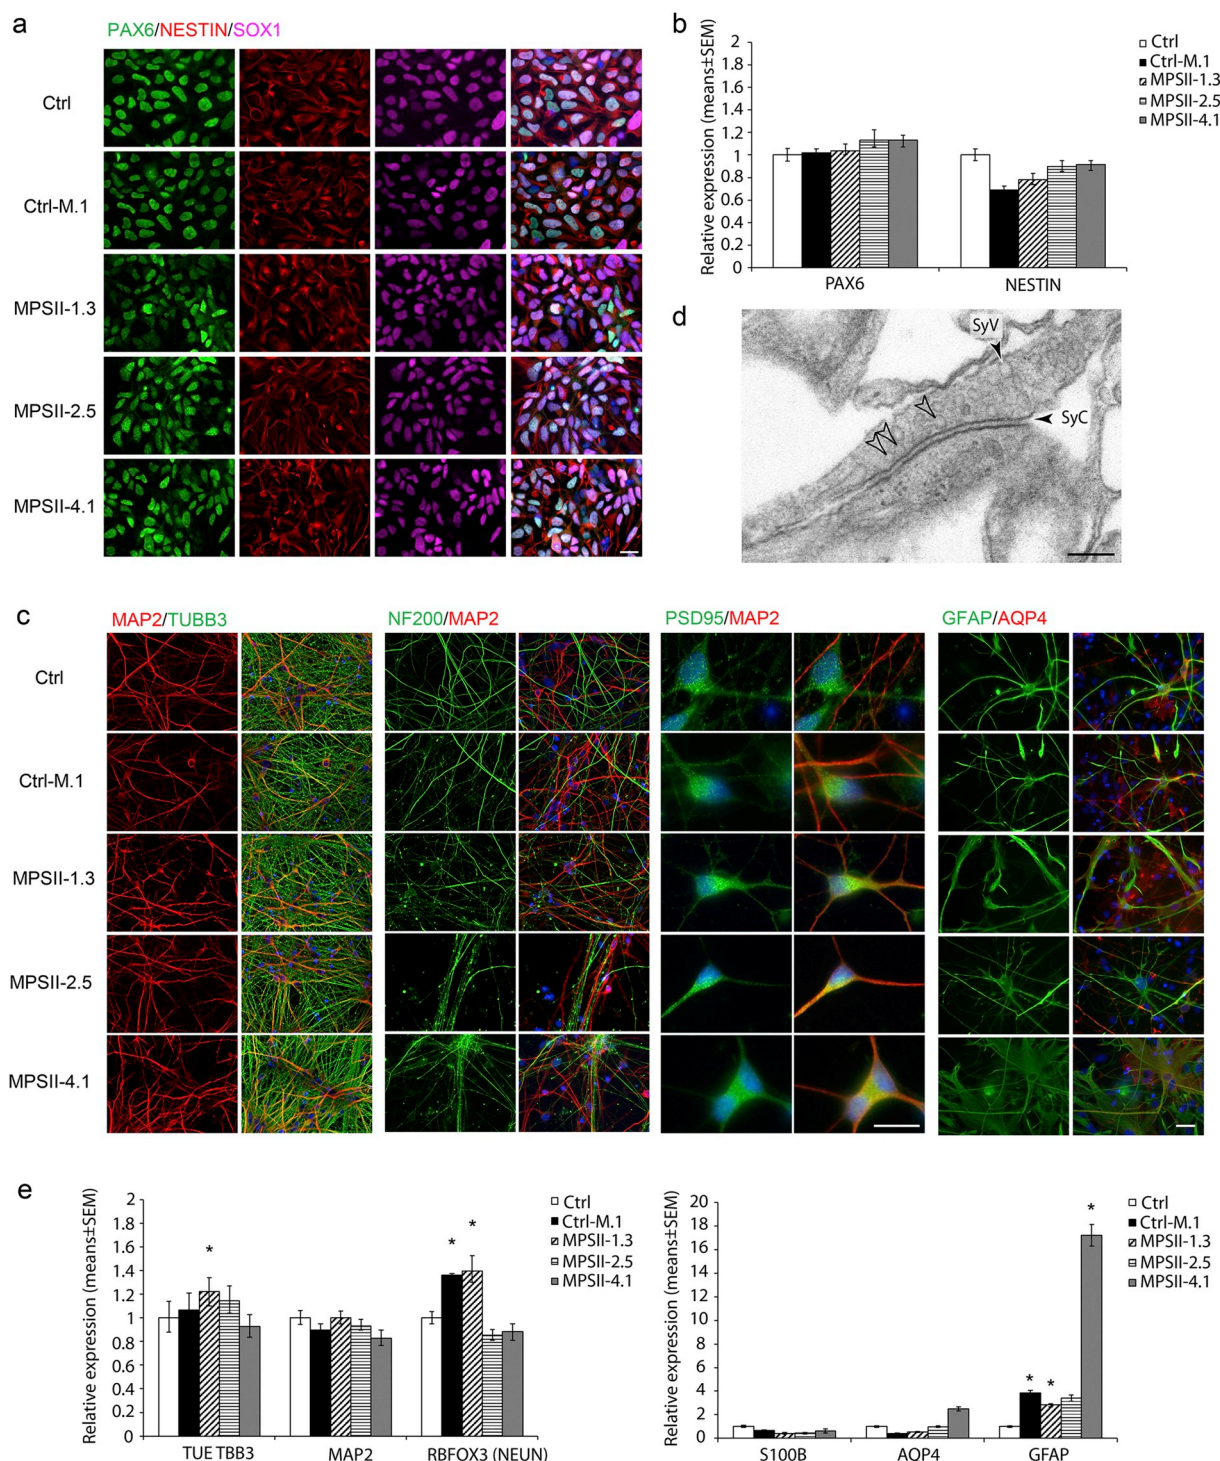 a
PAX6/NESTIN/SOX1
Ctrl
Ctrl-M.1
MPSII-1.3
MPSII-2.5
MPSII-4.1
b
Relative expression (means±SEM)
2
1.8
1.6
1.4
1.2
1
0.8
0.6
0.4
0.2
0
PAX6
NESTIN
Ctrl
Ctrl-M.1
MPSII-1.3
MPSII-2.5
MPSII-4.1
d
SyV
SyC
c
MAP2/TUBB3
NF200/MAP2
PSD95/MAP2
GFAP/AQP4
Ctrl
Ctrl-M.1
MPSII-1.3
MPSII-2.5
MPSII-4.1
e
Relative expression (means±SEM)
2
1.8
1.6
1.4
1.2
1
0.8
0.6
0.4
0.2
0
*
* *
TUE TBB3
MAP2
RBFOX3 (NEUN)
Ctrl
Ctrl-M.1
MPSII-1.3
MPSII-2.5
MPSII-4.1
Relative expression (means±SEM)
20
18
16
14
12
10
8
6
4
2
0
* * *
S100B
AQP4
GFAP
Ctrl
Ctrl-M.1
MPSII-1.3
MPSII-2.5
MPSII-4.1